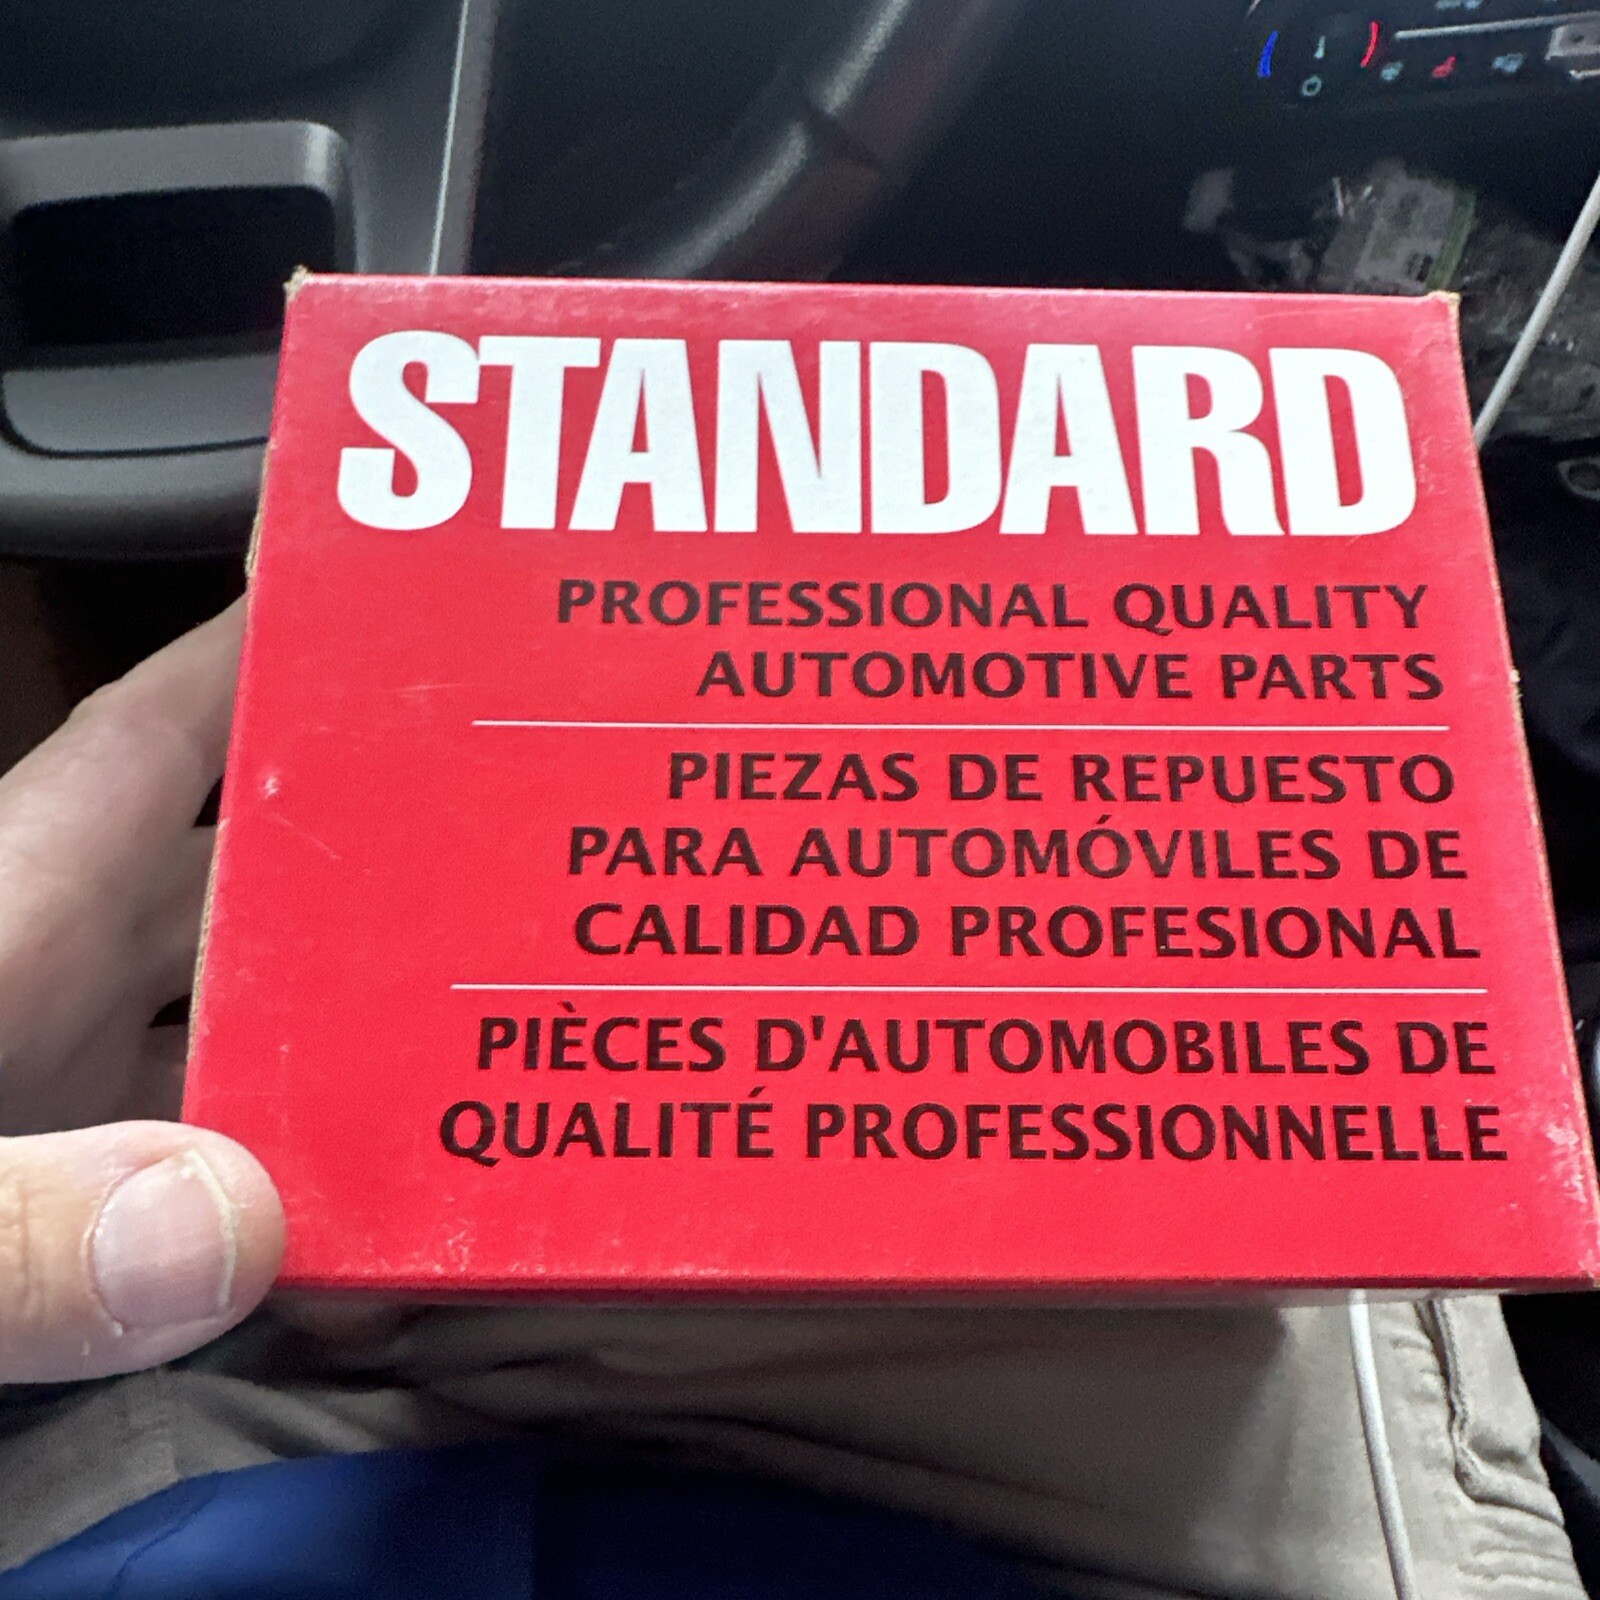 STANDARD
PROFESSIONAL QUALITY
AUTOMOTIVE PARTS
PIEZAS DE REPUESTO
PARA AUTOMÓVILES DE
CALIDAD PROFESIONAL
PIÈCES D'AUTOMOBILES DE
QUALITÉ PROFESSIONNELLE